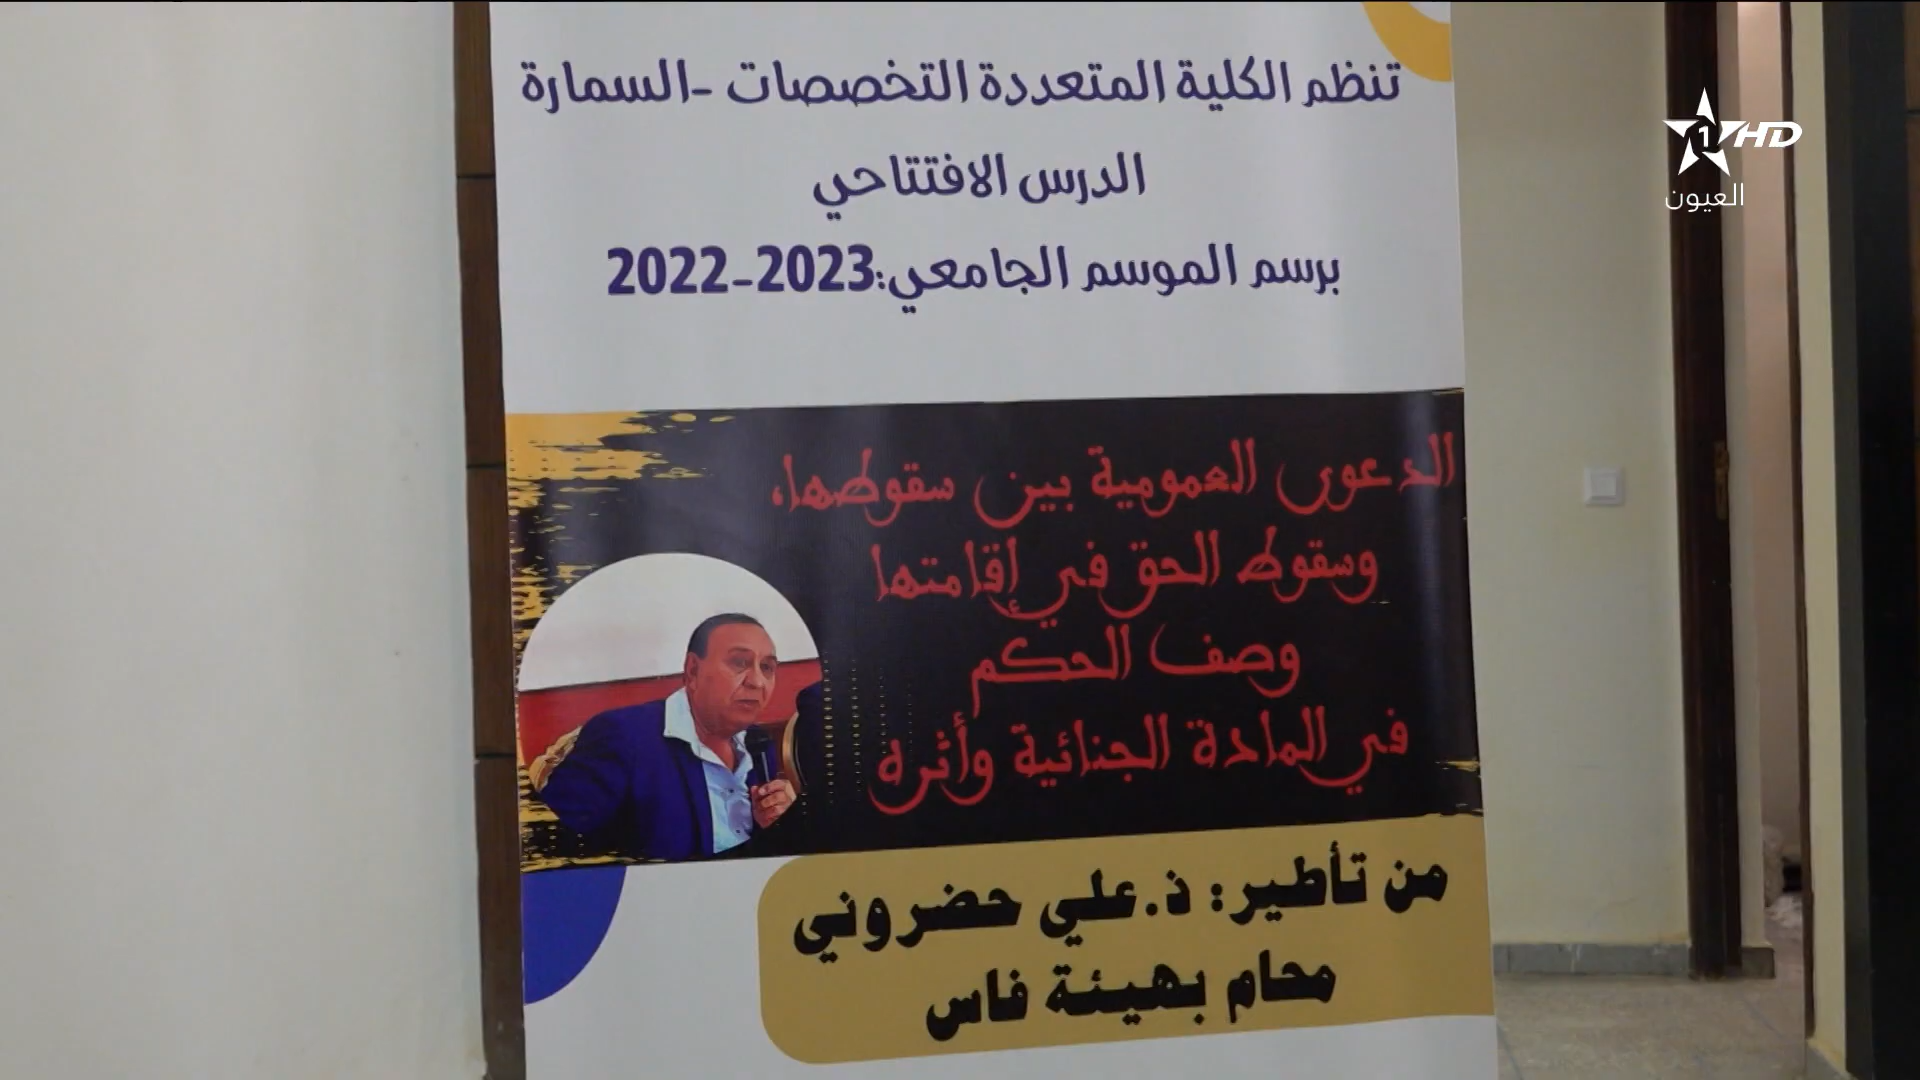 تنظم الكلية المتعددة التخصصات -السمارة
الدرس الافتتاحي
برسم الموسم الجامعي:2023-2022
الدعوى العمومية بين سقوطها،
وسقوط الحق في إقامتها
وصف الحكم
في المادة الجنائية وأثره
من تأطير: ذ.علي حضروني
محام بهيئة فاس
1 HD
العيون